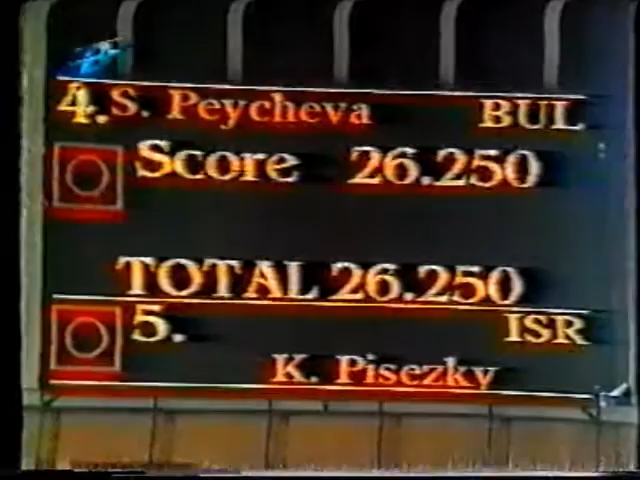 4. S. Peycheva BUL
Score 26.250
TOTAL 26.250
5. ISR
K. Pisezky